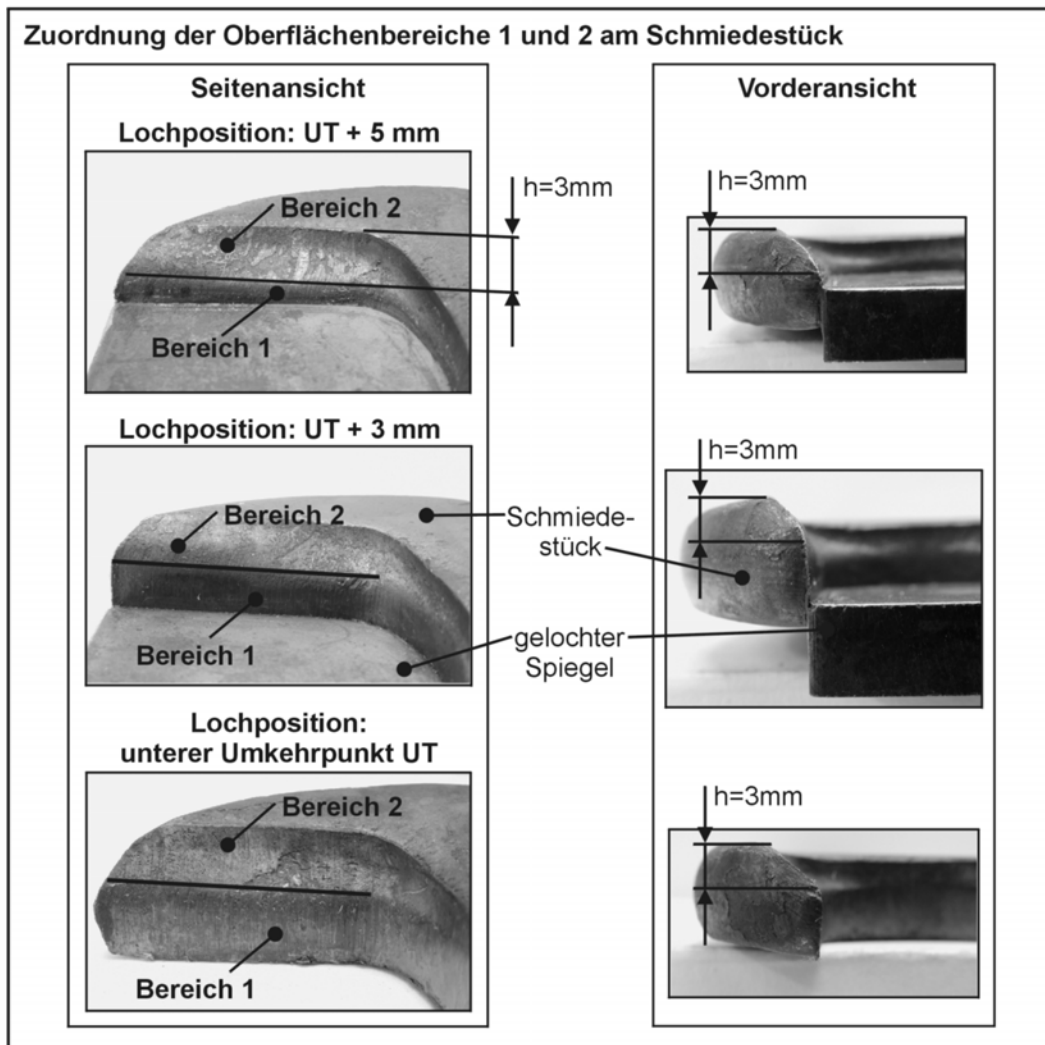 Zuordnung der Oberflächenbereiche 1 und 2 am Schmiedestück
Seitenansicht
Lochposition: UT + 5 mm
Bereich 2
Bereich 1
h=3mm
Lochposition: UT + 3 mm
Bereich 2
Bereich 1
Lochposition:
unterer Umkehrpunkt UT
Bereich 2
Bereich 1
Schmiede-
stück
gelochter
Spiegel
Vorderansicht
h=3mm
h=3mm
h=3mm